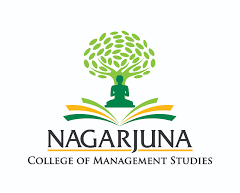 NAGARJUNA
COLLEGE OF MANAGEMENT STUDIES